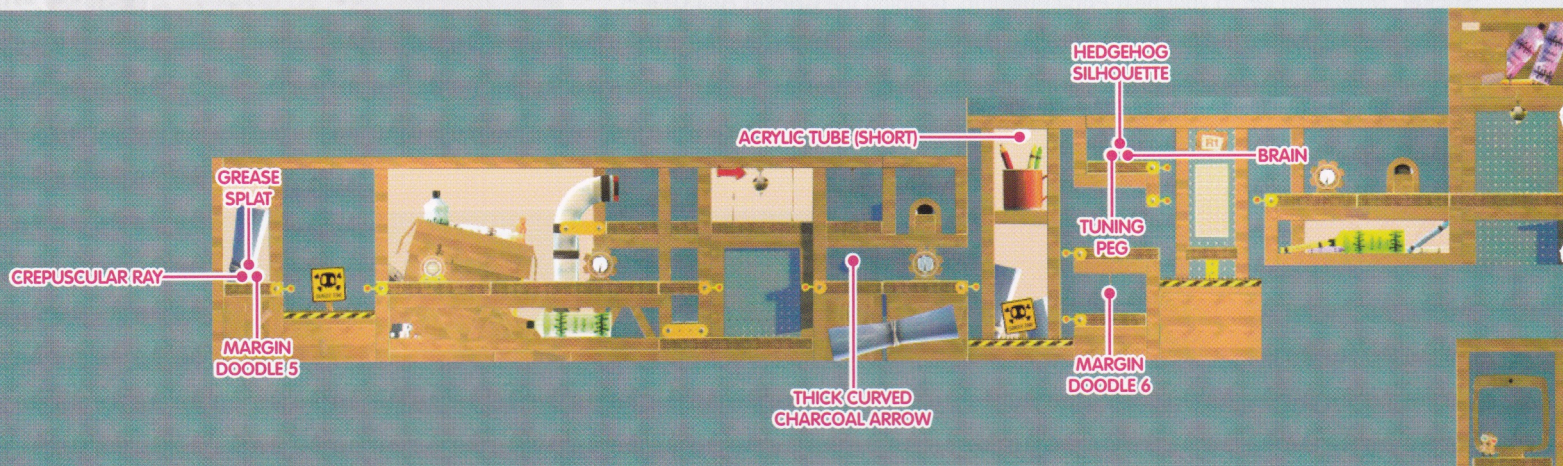 HEDGEHOG
SILHOUETTE
ACRYLIC TUBE (SHORT)
BRAIN
GREASE
SPLAT
TUNING
PEG
CREPUSCULAR RAY
MARGIN
DOODLE 5
MARGIN
DOODLE 6
THICK CURVED
CHARCOAL ARROW